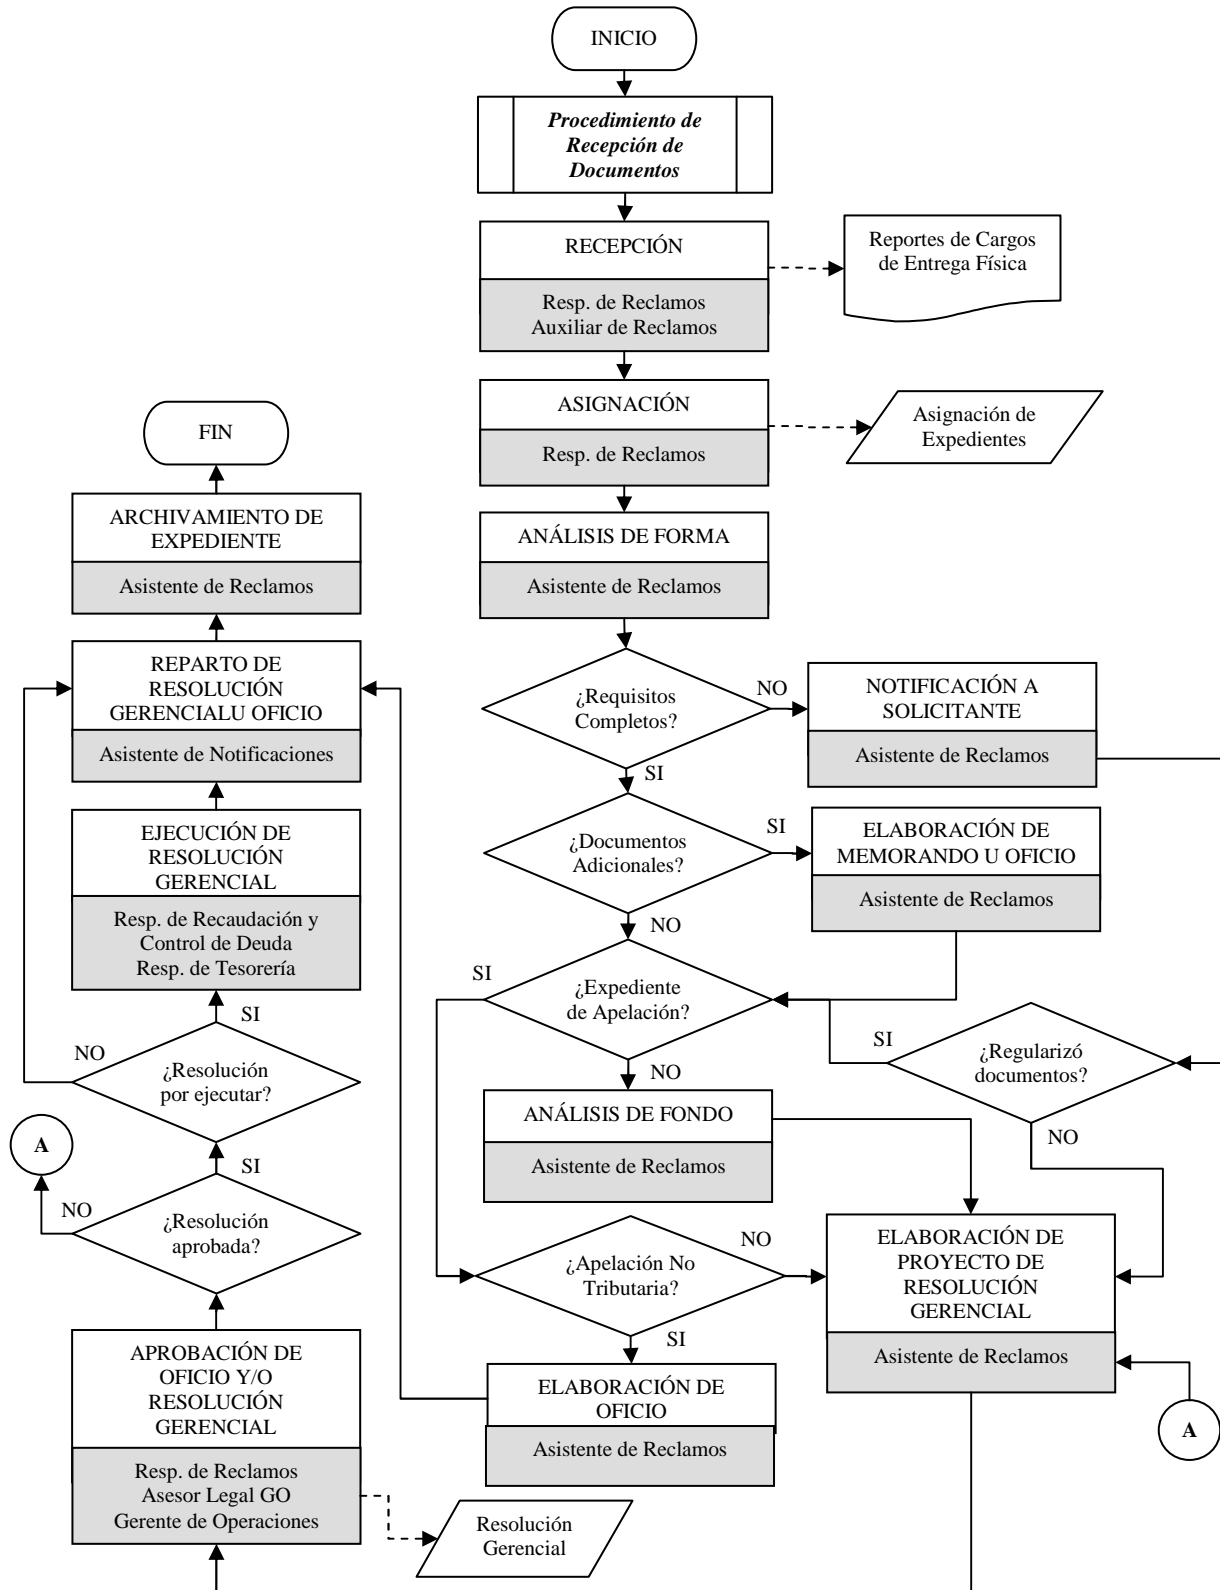 INICIO
Procedimiento de
Recepción de
Documentos
RECEPCIÓN
Resp. de Reclamos
Auxiliar de Reclamos
Reportes de Cargos
de Entrega Física
ASIGNACIÓN
Resp. de Reclamos
Asignación de
Expedientes
ANÁLISIS DE FORMA
Asistente de Reclamos
¿Requisitos
Completos?
NO
SI
NOTIFICACIÓN A
SOLICITANTE
Asistente de Reclamos
¿Documentos
Adicionales?
SI
NO
ELABORACIÓN DE
MEMORANDO U OFICIO
Asistente de Reclamos
¿Expediente
de Apelación?
SI
NO
¿Regularizó
documentos?
SI
NO
ANÁLISIS DE FONDO
Asistente de Reclamos
¿Apelación No
Tributaria?
NO
SI
ELABORACIÓN DE
PROYECTO DE
RESOLUCIÓN
GERENCIAL
Asistente de Reclamos
A
ELABORACIÓN DE
OFICIO
Asistente de Reclamos
APROBACIÓN DE
OFICIO Y/O
RESOLUCIÓN
GERENCIAL
Resp. de Reclamos
Asesor Legal GO
Gerente de Operaciones
Resolución
Gerencial
¿Resolución
aprobada?
NO
SI
A
¿Resolución
por ejecutar?
NO
SI
EJECUCIÓN DE
RESOLUCIÓN
GERENCIAL
Resp. de Recaudación y
Control de Deuda
Resp. de Tesorería
REPARTO DE
RESOLUCIÓN
GERENCIALU OFICIO
Asistente de Notificaciones
ARCHIVAMIENTO DE
EXPEDIENTE
Asistente de Reclamos
FIN